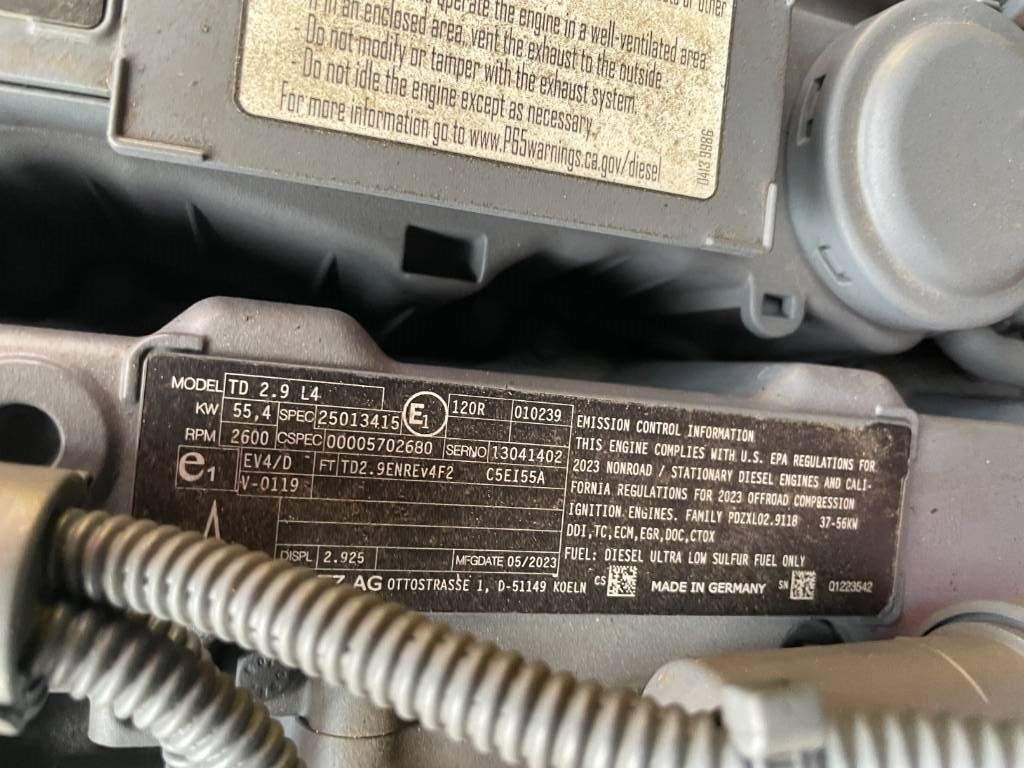 operate the engine in a well-ventilated area.
in an enclosed area, vent the exhaust to the outside.
- Do not modify or tamper with the exhaust system.
- Do not idle the engine except as necessary.
For more information go to www.P65warnings.ca.gov/diesel
0413 9986
MODEL TD 2.9 L4
KW 55,4 SPEC 25013415 E1 120R 010239
RPM 2600 CSPEC 00005702680 SERNO 13041402
e1 EV4/D FT TD2.9ENREv4F2 C5EI55A
V-0119
DISPL 2.925 MFGDATE 05/2023
Z AG OTTOSTRASSE 1, D-51149 KOELN
EMISSION CONTROL INFORMATION
THIS ENGINE COMPLIES WITH U.S. EPA REGULATIONS FOR
2023 NONROAD / STATIONARY DIESEL ENGINES AND CALI-
FORNIA REGULATIONS FOR 2023 OFFROAD COMPRESSION
IGNITION ENGINES. FAMILY PDZXL02.9118 37-56KW
DDI,TC,ECM,EGR,DOC,CTOX
FUEL: DIESEL ULTRA LOW SULFUR FUEL ONLY
CS MADE IN GERMANY SN 01223542